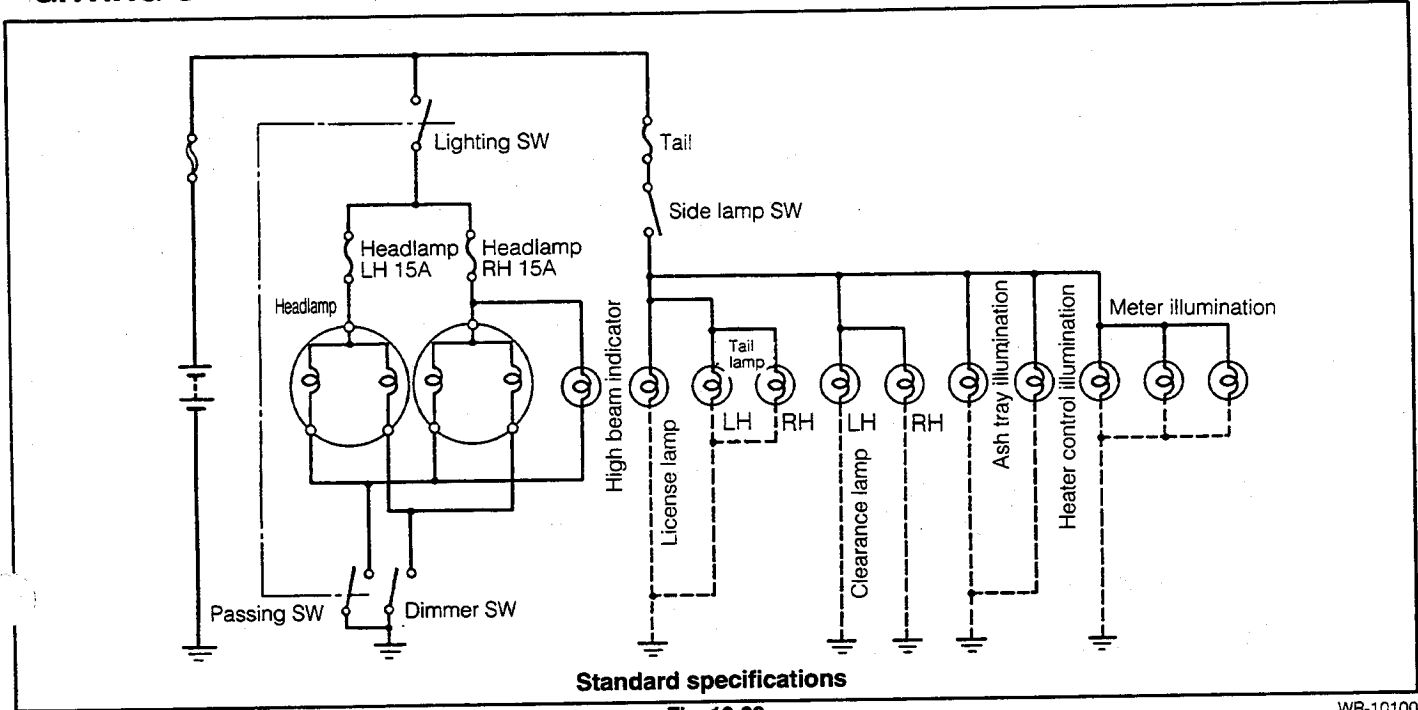 Lighting SW
Tail
Side lamp SW
Headlamp
LH 15A
Headlamp
RH 15A
Headlamp
High beam indicator
License lamp
Tail
lamp
LH
RH
Clearance lamp
LH
RH
Ash tray illumination
Heater control illumination
Meter illumination
Passing SW
Dimmer SW
Standard specifications
WR-10100